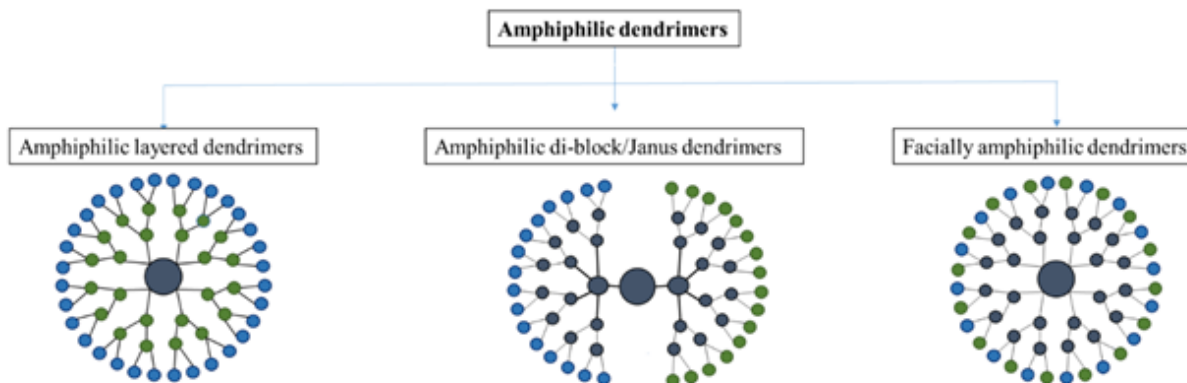 Amphiphilic dendrimers
Amphiphilic layered dendrimers
Amphiphilic di-block/Janus dendrimers
Facially amphiphilic dendrimers